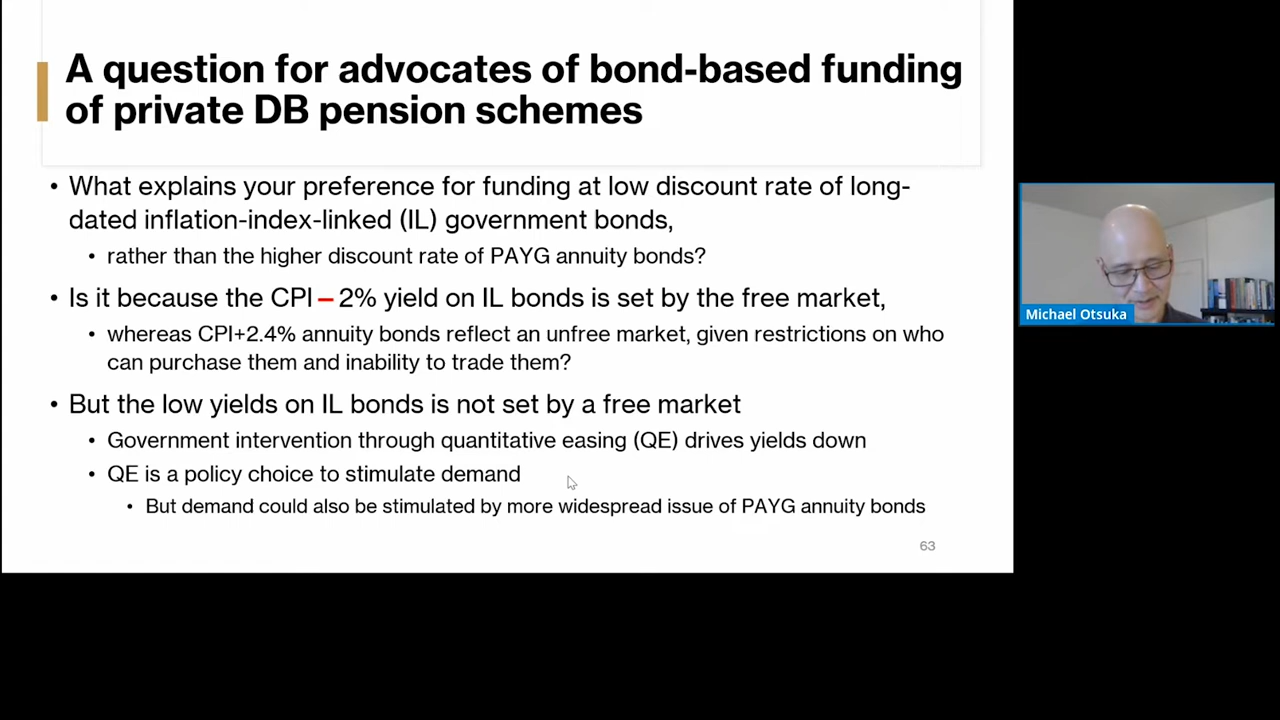 A question for advocates of bond-based funding
of private DB pension schemes
• What explains your preference for funding at low discount rate of long-
dated inflation-index-linked (IL) government bonds,
• rather than the higher discount rate of PAYG annuity bonds?
• Is it because the CPI – 2% yield on IL bonds is set by the free market,
• whereas CPI+2.4% annuity bonds reflect an unfree market, given restrictions on who
can purchase them and inability to trade them?
• But the low yields on IL bonds is not set by a free market
• Government intervention through quantitative easing (QE) drives yields down
• QE is a policy choice to stimulate demand
• But demand could also be stimulated by more widespread issue of PAYG annuity bonds
63
Michael Otsuka